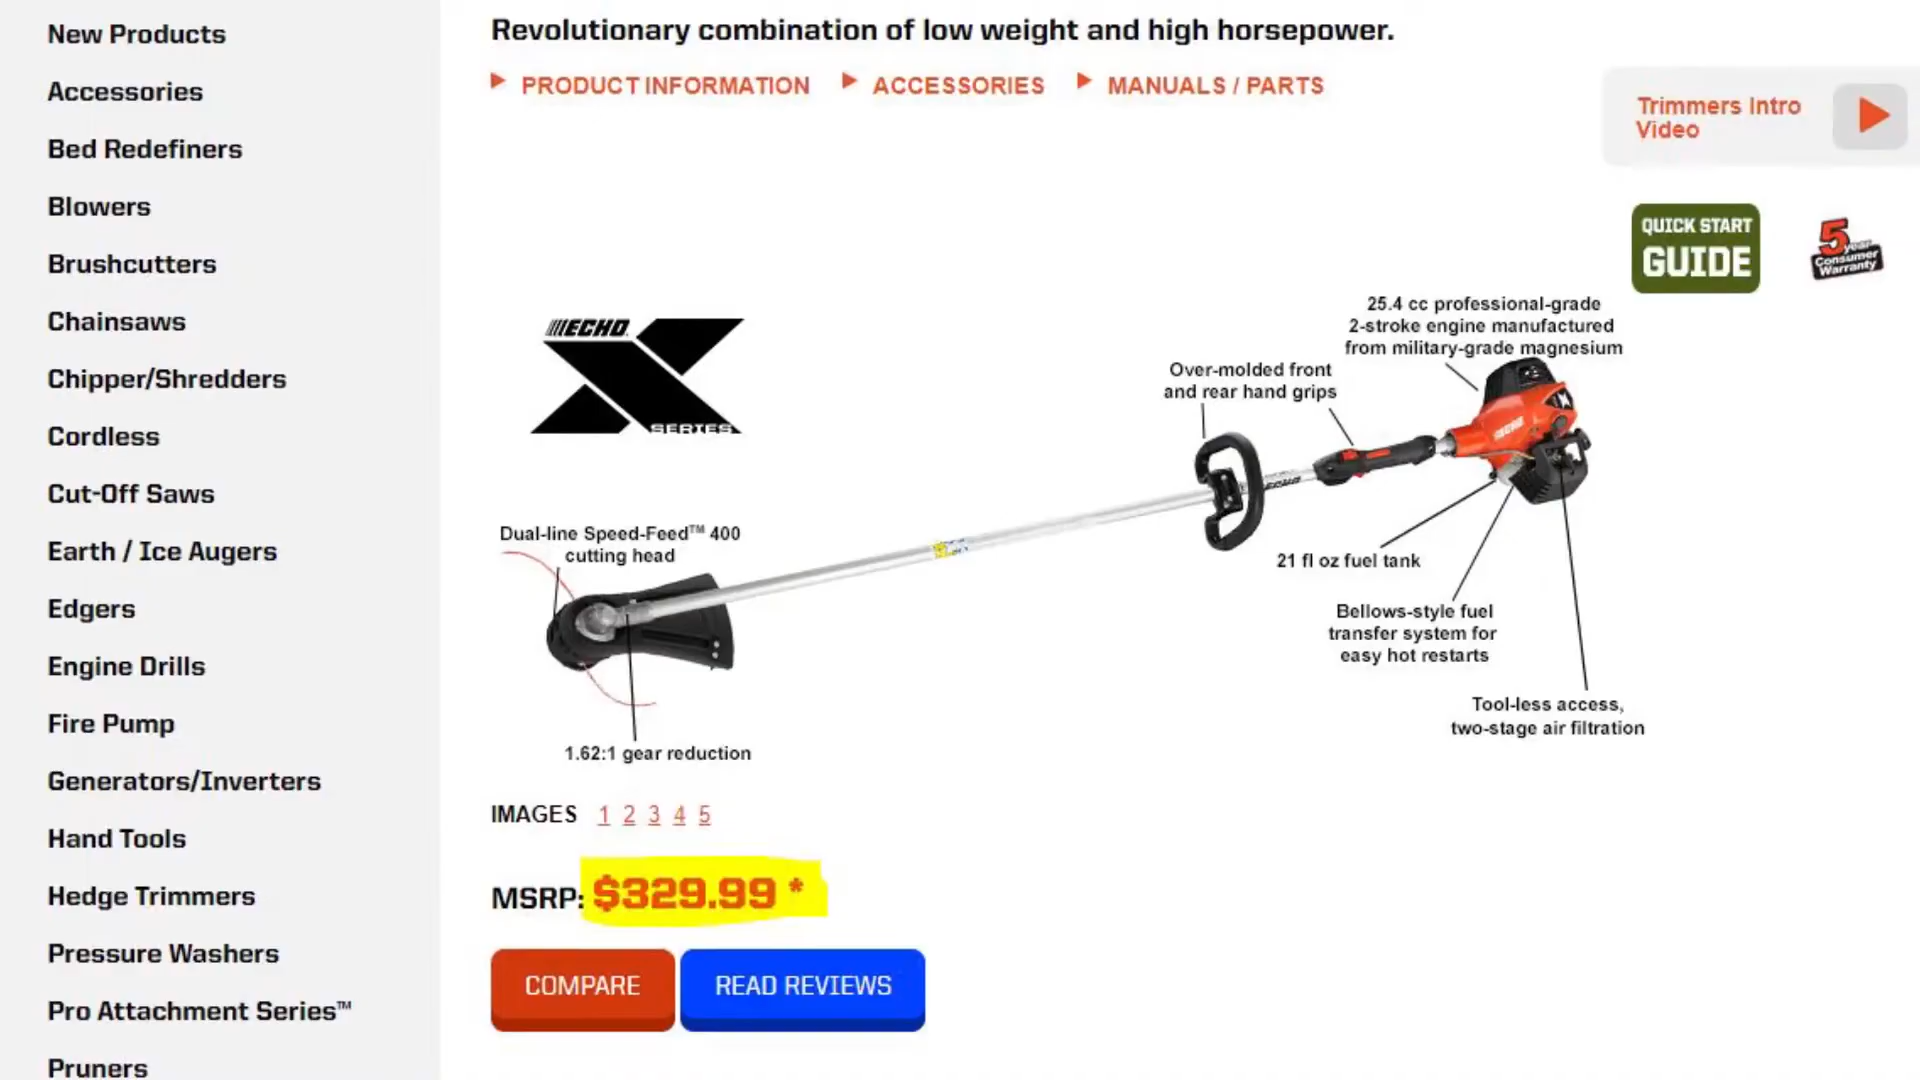 New Products
Accessories
Bed Redefiners
Blowers
Brushcutters
Chainsaws
Chipper/Shredders
Cordless
Cut-Off Saws
Earth / Ice Augers
Edgers
Engine Drills
Fire Pump
Generators/Inverters
Hand Tools
Hedge Trimmers
Pressure Washers
Pro Attachment Series™
Pruners
Revolutionary combination of low weight and high horsepower.
PRODUCT INFORMATION
ACCESSORIES
MANUALS / PARTS
Trimmers Intro
Video
QUICK START
GUIDE
5 year
Consumer
Warranty
ECHO
X
SERIES
25.4 cc professional-grade
2-stroke engine manufactured
from military-grade magnesium
Over-molded front
and rear hand grips
ECHO
ECHO
Dual-line Speed-Feed™ 400
cutting head
21 fl oz fuel tank
Bellows-style fuel
transfer system for
easy hot restarts
Tool-less access,
two-stage air filtration
1.62:1 gear reduction
IMAGES 1 2 3 4 5
MSRP: $329.99 *
COMPARE
READ REVIEWS